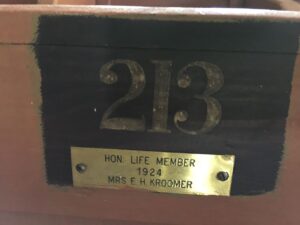 213
HON. LIFE MEMBER
1924
MRS E. H. KROOMER